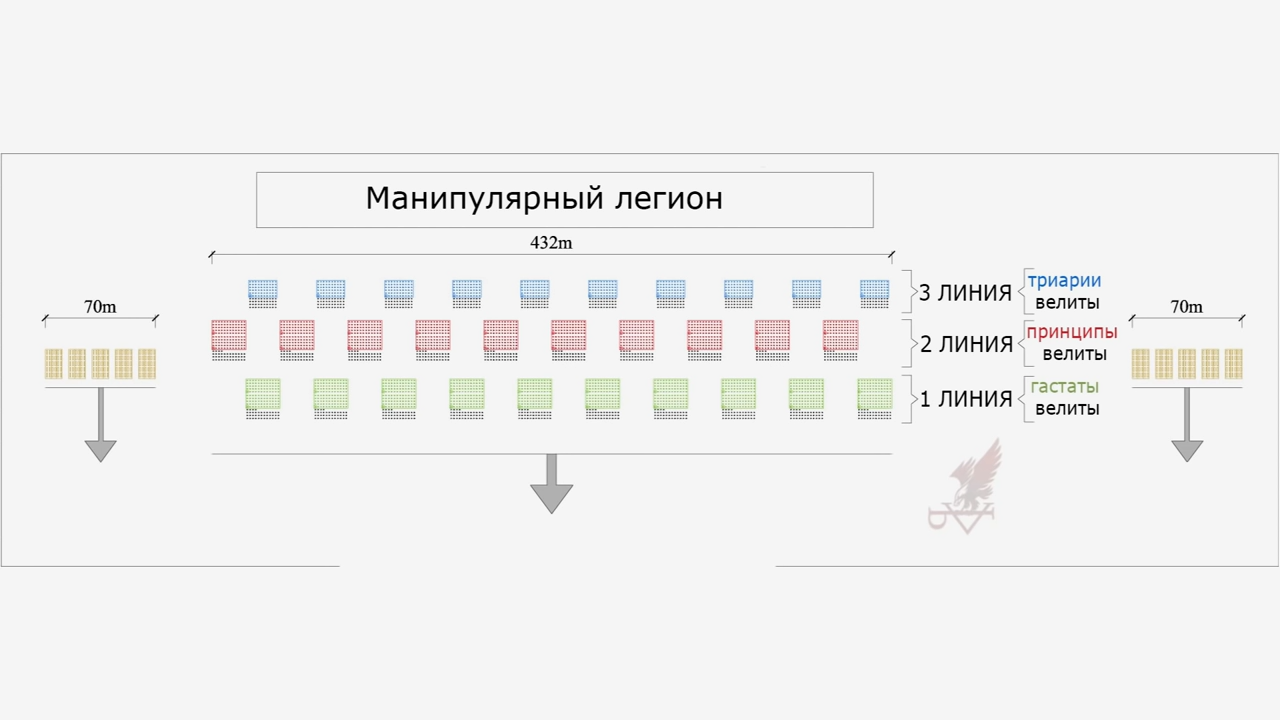 Манипулярный легион
432m
70m
3 ЛИНИЯ
триарии
велиты
2 ЛИНИЯ
принципы
велиты
1 ЛИНИЯ
гастаты
велиты
70m